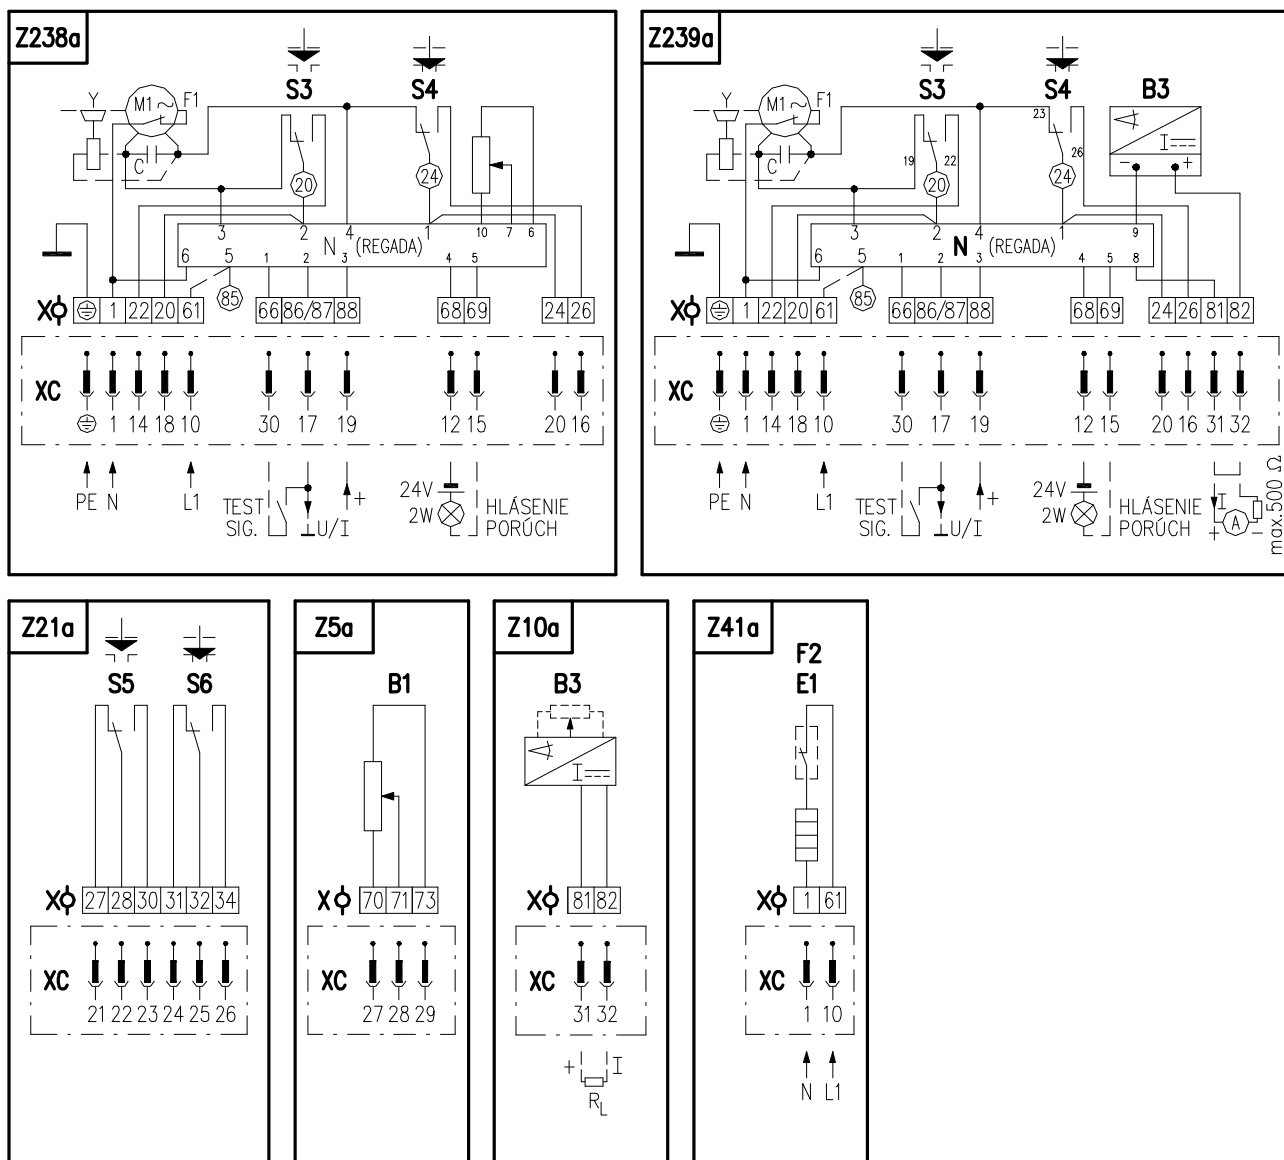 Z238a
S3 S4
Y M1 ~ F1
C
20 24
3 2 4 1 10 7 6
N (REGADA)
6 5 1 2 3 4 5
85
X 1 22 20 61 66 86/87 88 68 69 24 26
XC
1 14 18 10 30 17 19 12 15 20 16
PE N L1 TEST SIG. U/I + 24V 2W HLÁSENIE PORÚCH
Z239a
S3 S4 B3
Y M1 ~ F1
23
I
C
19 22 26
- +
20 24
3 2 4 1 9
N (REGADA)
6 5 1 2 3 4 5 8
85
X 1 22 20 61 66 86/87 88 68 69 24 26 81 82
XC
1 14 18 10 30 17 19 12 15 20 16 31 32
PE N L1 TEST SIG. U/I + 24V 2W HLÁSENIE PORÚCH I A + - max.500 Ω
Z21a
S5 S6
X 27 28 30 31 32 34
XC
21 22 23 24 25 26
Z5a
B1
X 70 71 73
XC
27 28 29
Z10a
B3
I
X 81 82
XC
31 32
+ I
RL
Z41a
F2
E1
X 1 61
XC
1 10
N L1